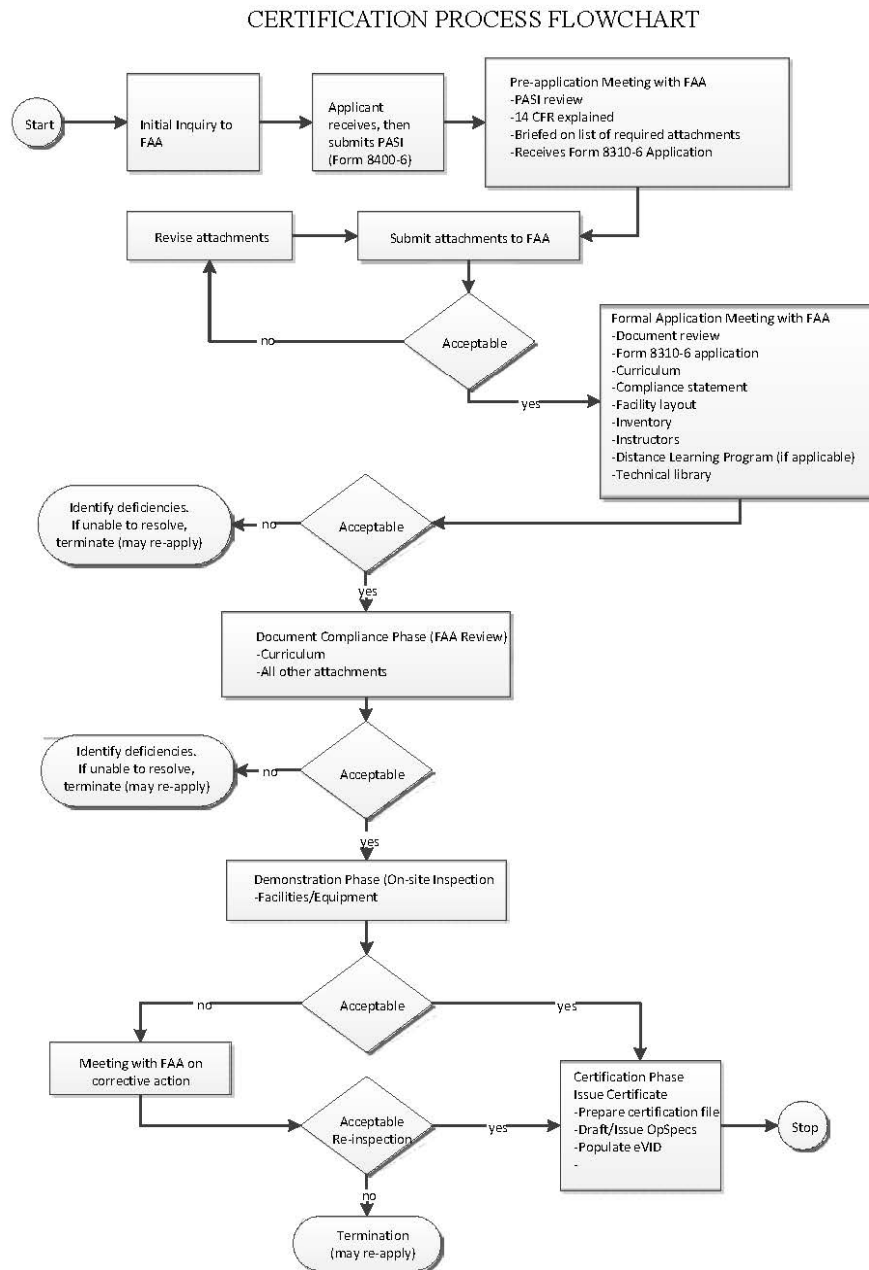 CERTIFICATION PROCESS FLOWCHART
Start
Initial Inquiry to
FAA
Applicant
receives, then
submits PASI
(Form 8400-6)
Pre-application Meeting with FAA
-PASI review
-14 CFR explained
-Briefed on list of required attachments
-Receives Form 8310-6 Application
Revise attachments
Submit attachments to FAA
Acceptable
no
yes
Formal Application Meeting with FAA
-Document review
-Form 8310-6 application
-Curriculum
-Compliance statement
-Facility layout
-Inventory
-Instructors
-Distance Learning Program (if applicable)
-Technical library
Identify deficiencies.
If unable to resolve,
terminate (may re-apply)
no
Acceptable
yes
Document Compliance Phase (FAA Review)
-Curriculum
-All other attachments
Identify deficiencies.
If unable to resolve,
terminate (may re-apply)
no
Acceptable
yes
Demonstration Phase (On-site Inspection
-Facilities/Equipment
no
Acceptable
yes
Meeting with FAA on
corrective action
Acceptable
Re-inspection
yes
no
Certification Phase
Issue Certificate
-Prepare certification file
-Draft/Issue OpSpecs
-Populate eVID
-
Stop
Termination
(may re-apply)